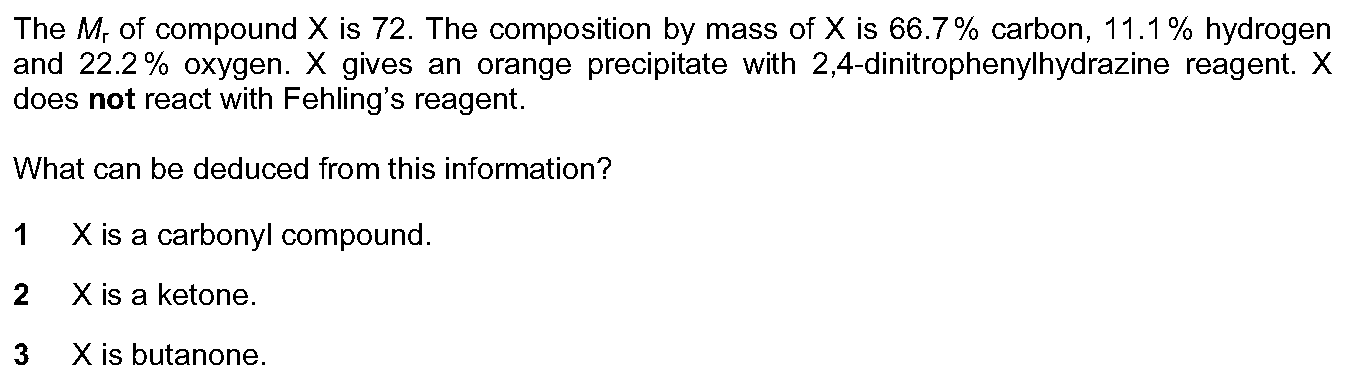 The Mr of compound X is 72. The composition by mass of X is 66.7% carbon, 11.1% hydrogen
and 22.2% oxygen. X gives an orange precipitate with 2,4-dinitrophenylhydrazine reagent. X
does not react with Fehling's reagent.
What can be deduced from this information?
1 X is a carbonyl compound.
2 X is a ketone.
3 X is butanone.